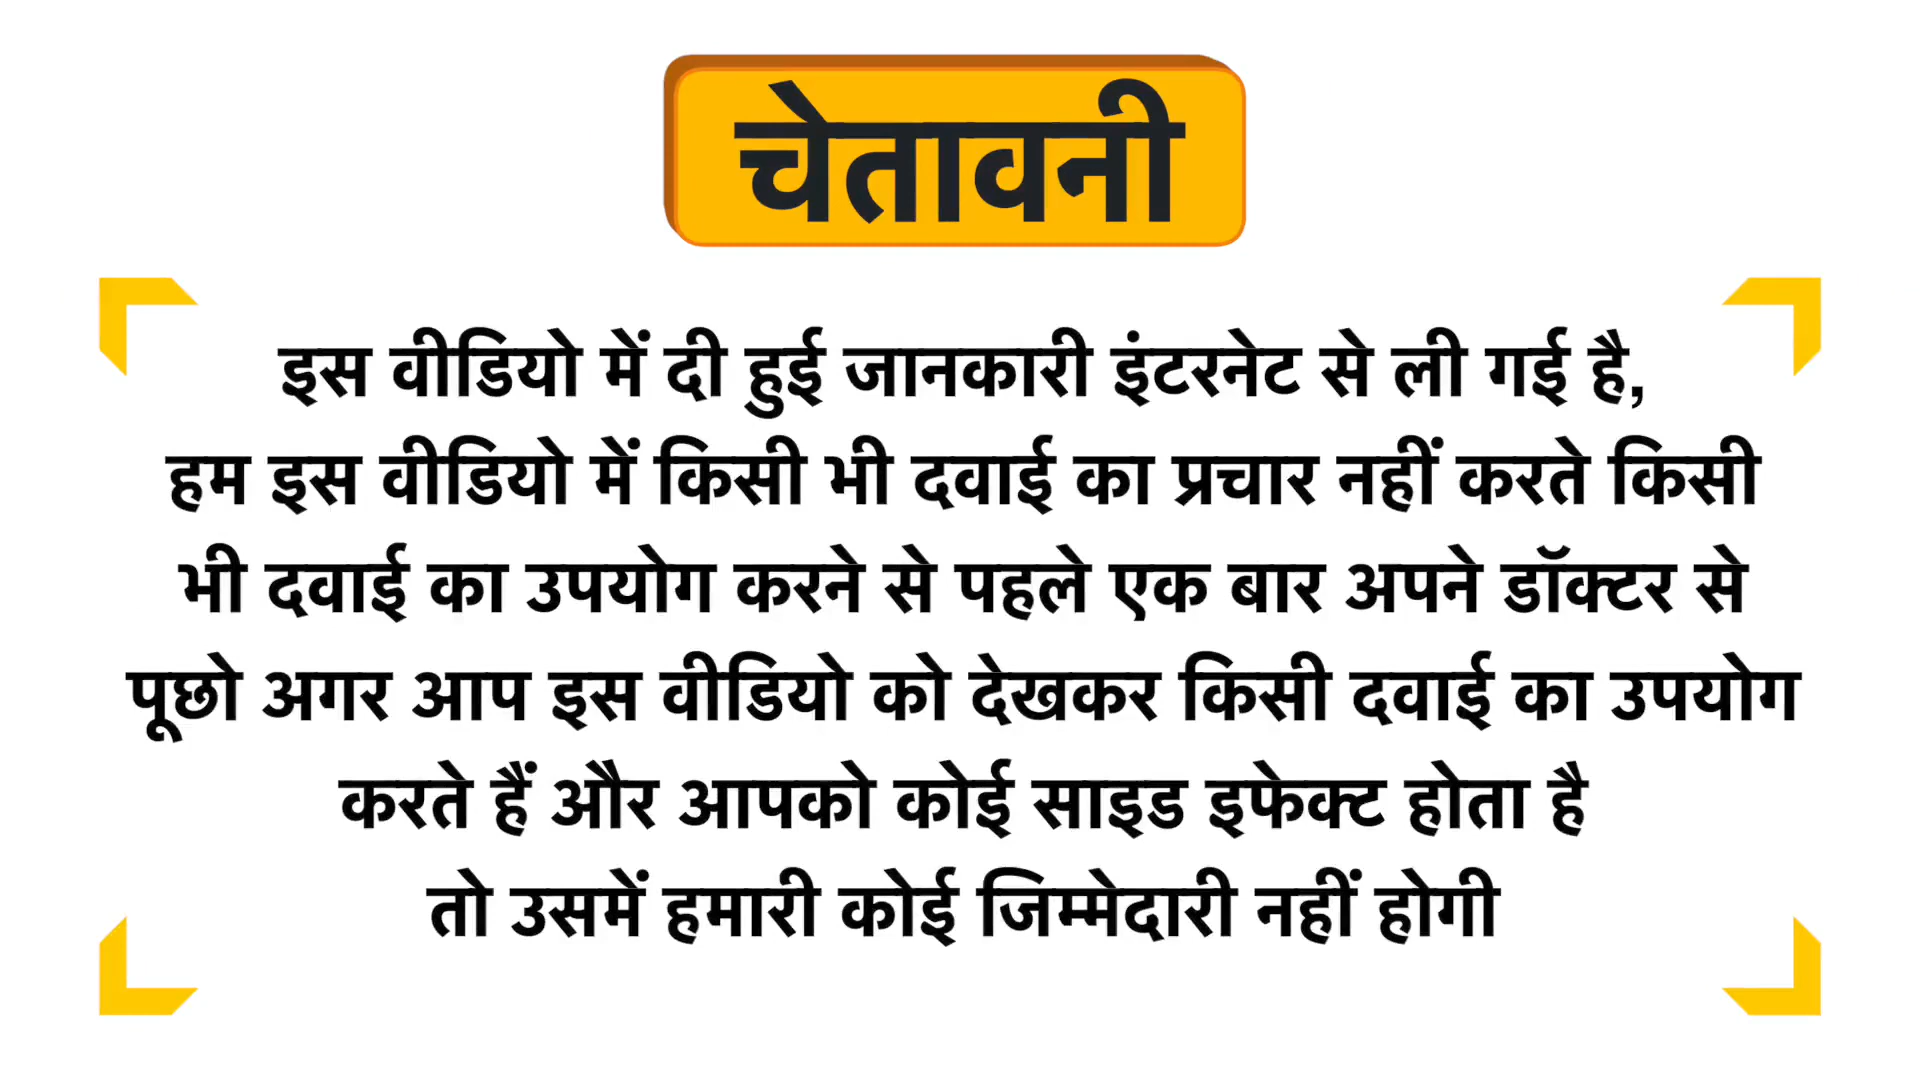 चेतावनी
इस वीडियो में दी हुई जानकारी इंटरनेट से ली गई है,
हम इस वीडियो में किसी भी दवाई का प्रचार नहीं करते किसी
भी दवाई का उपयोग करने से पहले एक बार अपने डॉक्टर से
पूछो अगर आप इस वीडियो को देखकर किसी दवाई का उपयोग
करते हैं और आपको कोई साइड इफेक्ट होता है
तो उसमें हमारी कोई जिम्मेदारी नहीं होगी